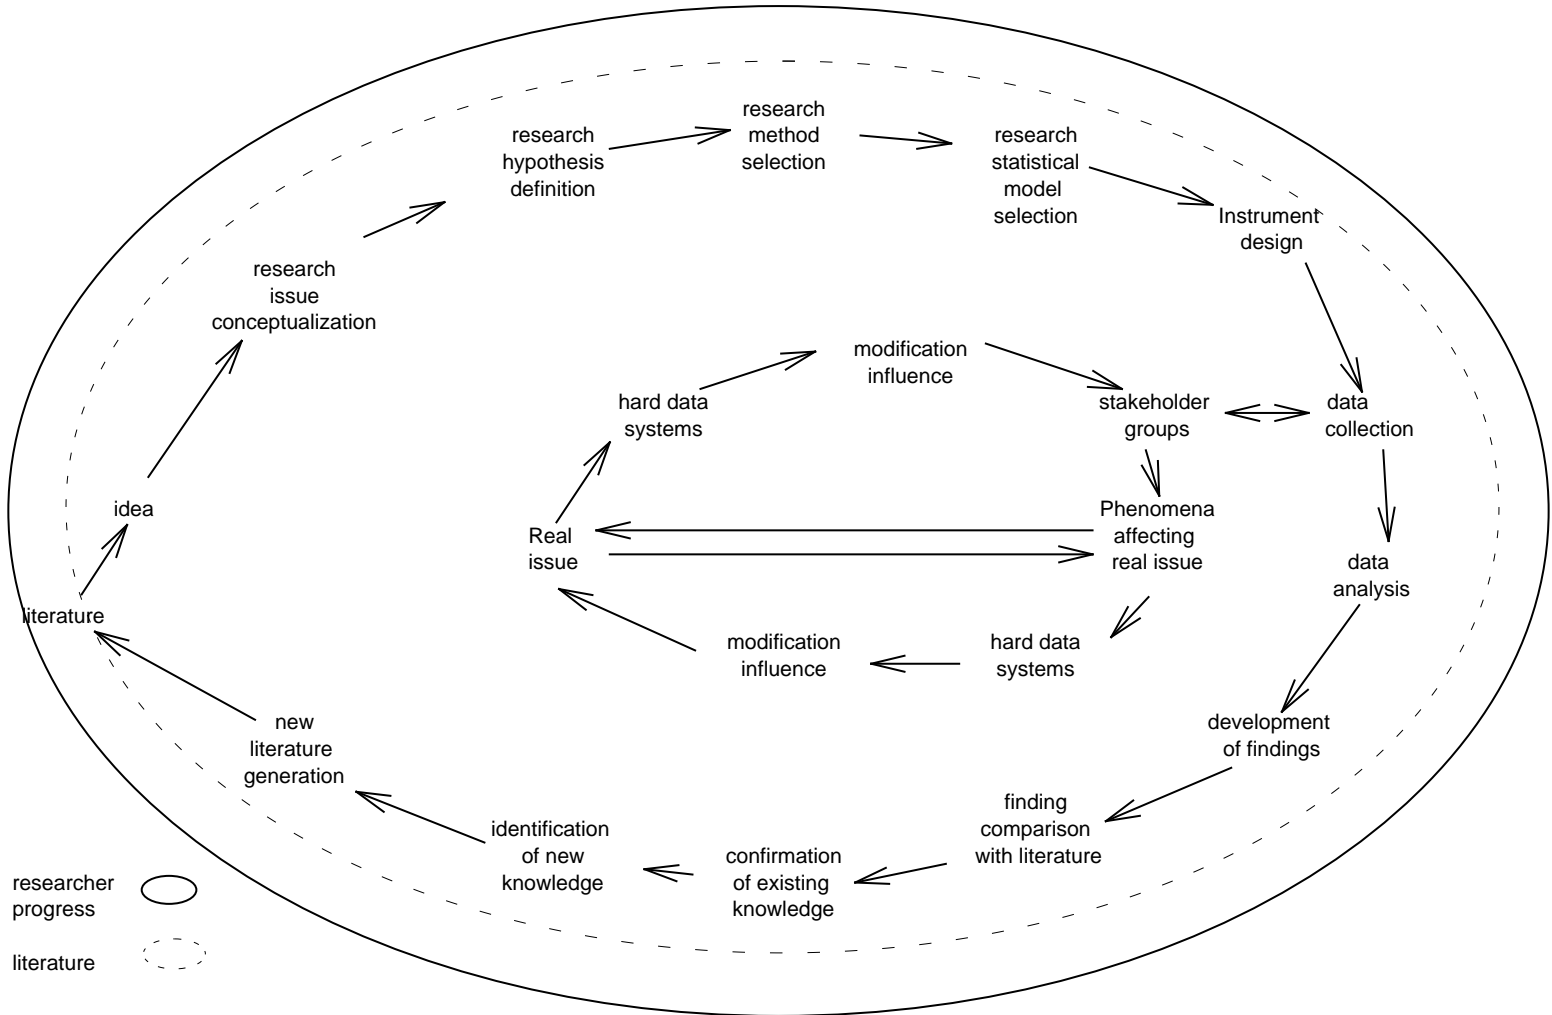 research
method
selection
research
hypothesis
definition
research
statistical
model
selection
Instrument
design
research
issue
conceptualization
modification
influence
hard data
systems
stakeholder
groups
data
collection
idea
Real
issue
Phenomena
affecting
real issue
data
analysis
literature
modification
influence
hard data
systems
development
of findings
new
literature
generation
finding
comparison
with literature
identification
of new
knowledge
confirmation
of existing
knowledge
researcher
progress
literature